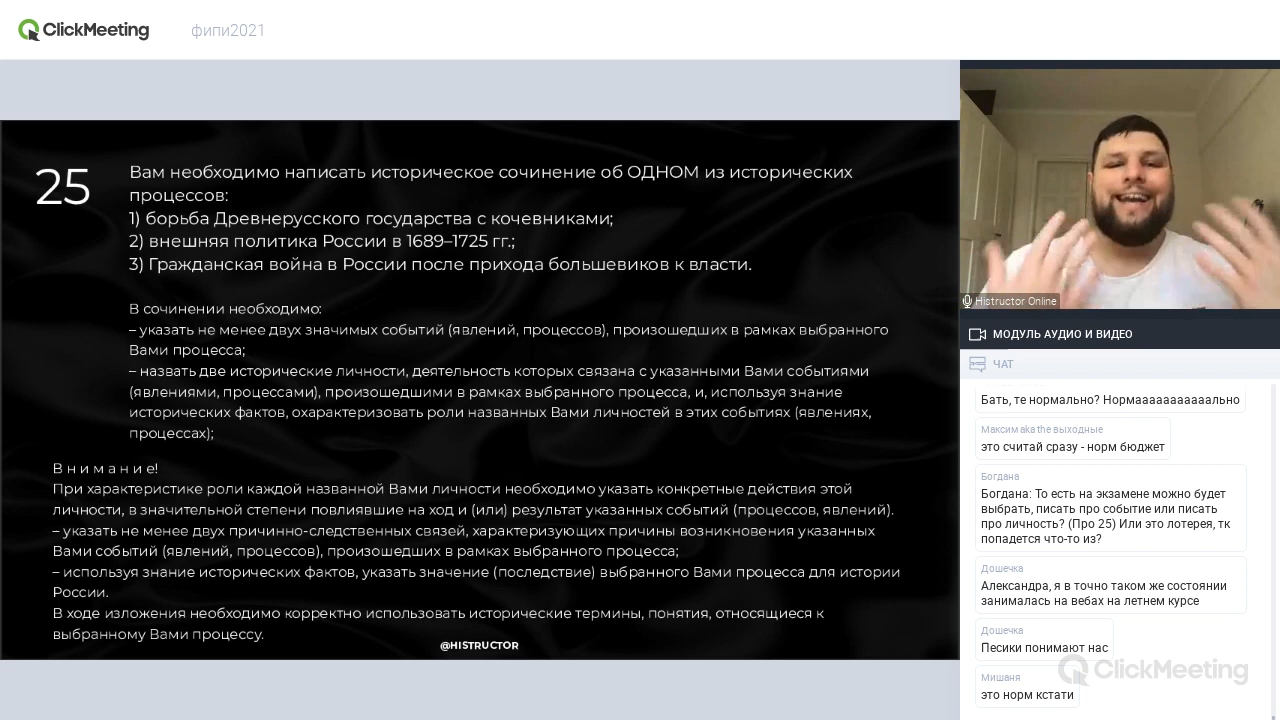 ClickMeeting
фипи2021
25
Вам необходимо написать историческое сочинение об ОДНОМ из исторических
процессов:
1) борьба Древнерусского государства с кочевниками;
2) внешняя политика России в 1689–1725 гг.;
3) Гражданская война в России после прихода большевиков к власти.
В сочинении необходимо:
– указать не менее двух значимых событий (явлений, процессов), произошедших в рамках выбранного
Вами процесса;
– назвать две исторические личности, деятельность которых связана с указанными Вами событиями
(явлениями, процессами), произошедшими в рамках выбранного процесса, и, используя знание
исторических фактов, охарактеризовать роли названных Вами личностей в этих событиях (явлениях,
процессах);
В н и м а н и е!
При характеристике роли каждой названной Вами личности необходимо указать конкретные действия этой
личности, в значительной степени повлиявшие на ход и (или) результат указанных событий (процессов, явлений).
– указать не менее двух причинно-следственных связей, характеризующих причины возникновения указанных
Вами событий (явлений, процессов), произошедших в рамках выбранного процесса;
– используя знание исторических фактов, указать значение (последствие) выбранного Вами процесса для истории
России.
В ходе изложения необходимо корректно использовать исторические термины, понятия, относящиеся к
выбранному Вами процессу.
@HISTRUCTOR
Histructor Online
МОДУЛЬ АУДИО И ВИДЕО
ЧАТ
Бать, те нормально? Нормааааааааааально
Максим aka the выходные
это считай сразу - норм бюджет
Богдана
Богдана: То есть на экзамене можно будет
выбрать, писать про событие или писать
про личность? (Про 25) Или это лотерея, тк
попадется что-то из?
Дошечка
Александра, я в точно таком же состоянии
занималась на вебах на летнем курсе
Дошечка
Песики понимают нас
Мишаня
это норм кстати
ClickMeeting